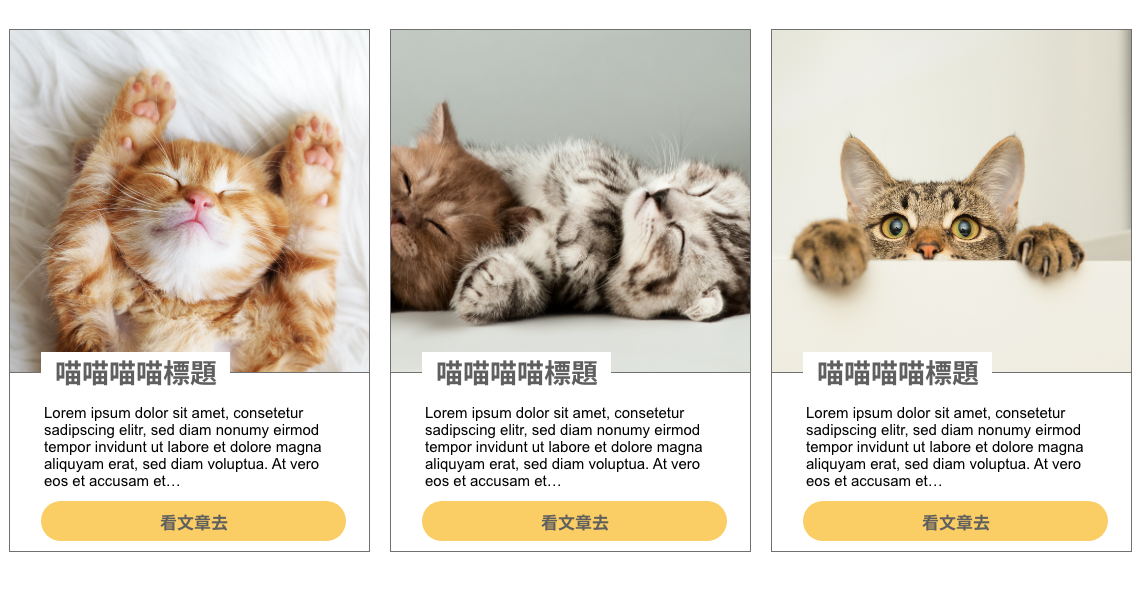 喵喵喵喵標題
Lorem ipsum dolor sit amet, consetetur
sadipscing elitr, sed diam nonumy eirmod
tempor invidunt ut labore et dolore magna
aliquyam erat, sed diam voluptua. At vero
eos et accusam et…
看文章去
喵喵喵喵標題
Lorem ipsum dolor sit amet, consetetur
sadipscing elitr, sed diam nonumy eirmod
tempor invidunt ut labore et dolore magna
aliquyam erat, sed diam voluptua. At vero
eos et accusam et…
看文章去
喵喵喵喵標題
Lorem ipsum dolor sit amet, consetetur
sadipscing elitr, sed diam nonumy eirmod
tempor invidunt ut labore et dolore magna
aliquyam erat, sed diam voluptua. At vero
eos et accusam et…
看文章去